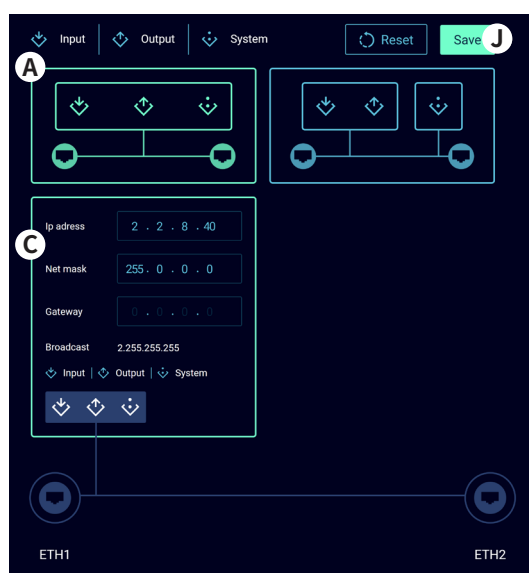 Input Output System Reset Save J
A
C
Ip adress 2 . 2 . 8 . 40
Net mask 255 . 0 . 0 . 0
Gateway 0 . 0 . 0 . 0
Broadcast 2.255.255.255
Input | Output | System
ETH1 ETH2